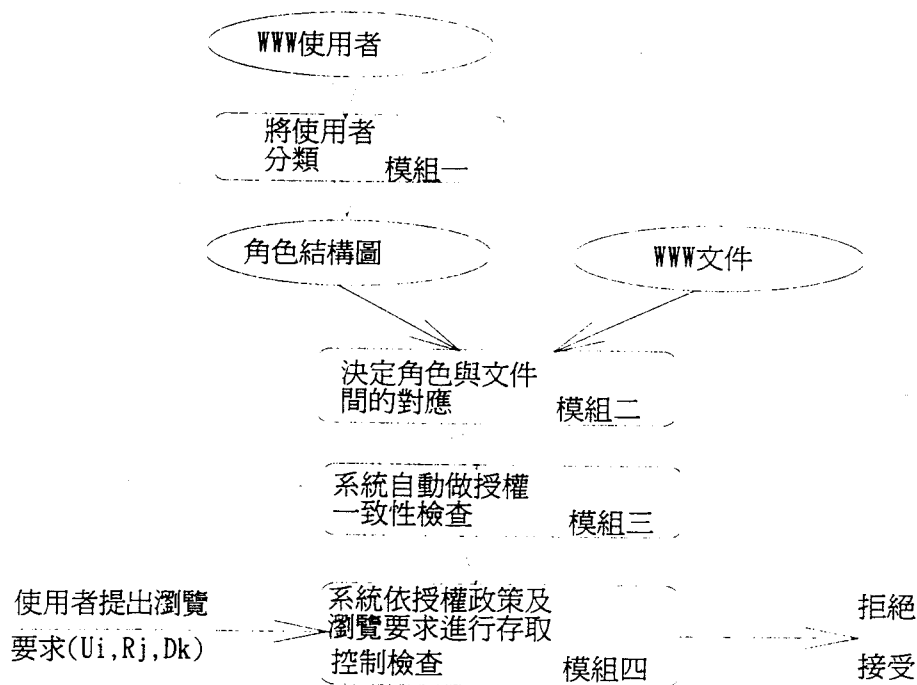 WWW使用者
將使用者
分類
模組一
角色結構圖
WWW文件
決定角色與文件
間的對應
模組二
系統自動做授權
一致性檢查
模組三
使用者提出瀏覽
要求(Ui,Rj,Dk)
系統依授權政策及
瀏覽要求進行存取
控制檢查
模組四
拒絕
接受